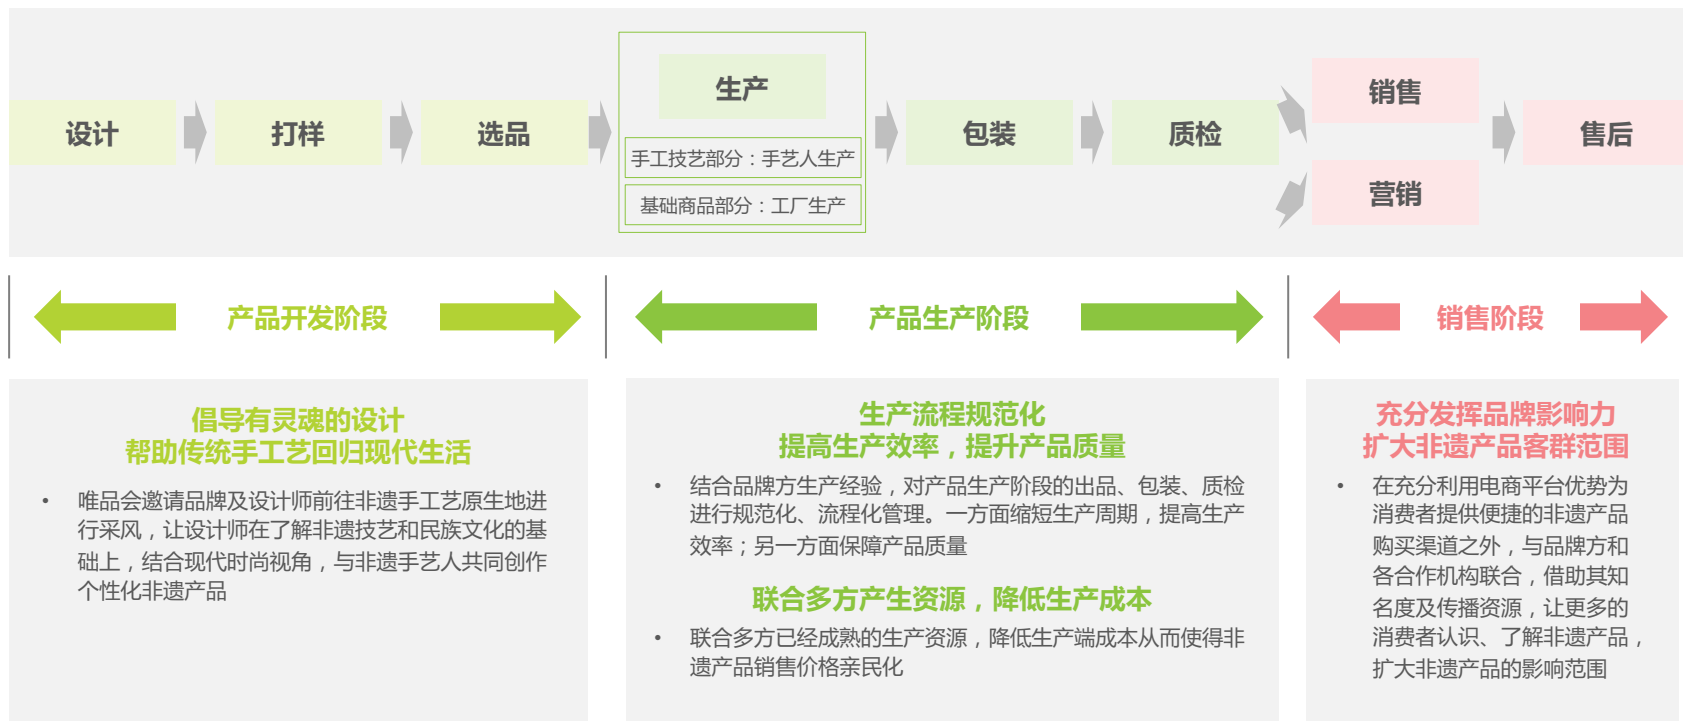 设计
打样
选品
生产
手工技艺部分：手艺人生产
基础商品部分：工厂生产
包装
质检
销售
营销
售后
产品开发阶段
产品生产阶段
销售阶段
倡导有灵魂的设计
帮助传统手工艺回归现代生活
• 唯品会邀请品牌及设计师前往非遗手工艺原生地进
行采风，让设计师在了解非遗技艺和民族文化的基
础上，结合现代时尚视角，与非遗手艺人共同创作
个性化非遗产品
生产流程规范化
提高生产效率，提升产品质量
• 结合品牌方生产经验，对产品生产阶段的出品、包装、质检
进行规范化、流程化管理。一方面缩短生产周期，提高生产
效率；另一方面保障产品质量
联合多方产生资源，降低生产成本
• 联合多方已经成熟的生产资源，降低生产端成本从而使得非
遗产品销售价格亲民化
充分发挥品牌影响力
扩大非遗产品客群范围
• 在充分利用电商平台优势为
消费者提供便捷的非遗产品
购买渠道之外，与品牌方和
各合作机构联合，借助其知
名度及传播资源，让更多的
消费者认识、了解非遗产品，
扩大非遗产品的影响范围